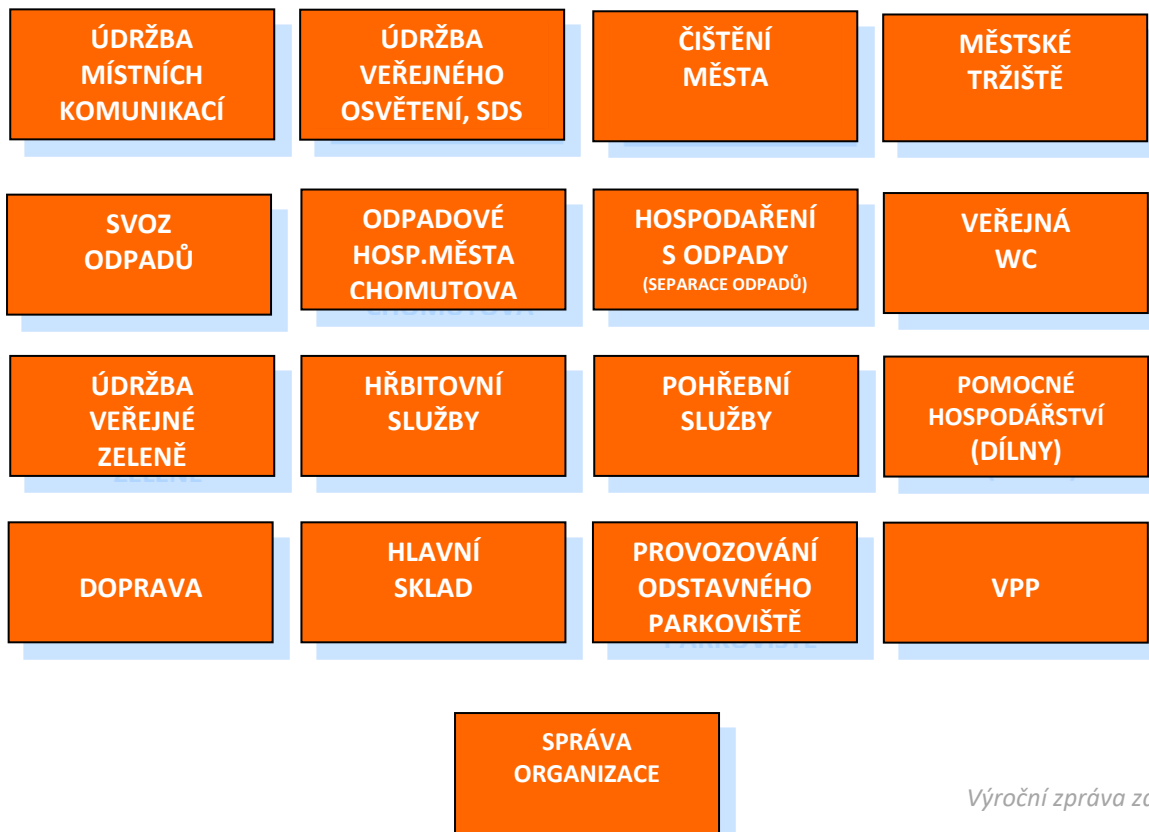 ÚDRŽBA
MÍSTNÍCH
KOMUNIKACÍ
ÚDRŽBA
VEŘEJNÉHO
OSVĚTENÍ, SDS
ČIŠTĚNÍ
MĚSTA
MĚSTSKÉ
TRŽIŠTĚ
SVOZ
ODPADŮ
ODPADOVÉ
HOSP.MĚSTA
CHOMUTOVA
HOSPODAŘENÍ
S ODPADY
(SEPARACE ODPADŮ)
VEŘEJNÁ
WC
ÚDRŽBA
VEŘEJNÉ
ZELENĚ
HŘBITOVNÍ
SLUŽBY
POHŘEBNÍ
SLUŽBY
POMOCNÉ
HOSPODÁŘSTVÍ
(DÍLNY)
DOPRAVA
HLAVNÍ
SKLAD
PROVOZOVÁNÍ
ODSTAVNÉHO
PARKOVIŠTĚ
VPP
SPRÁVA
ORGANIZACE
Výroční zpráva za